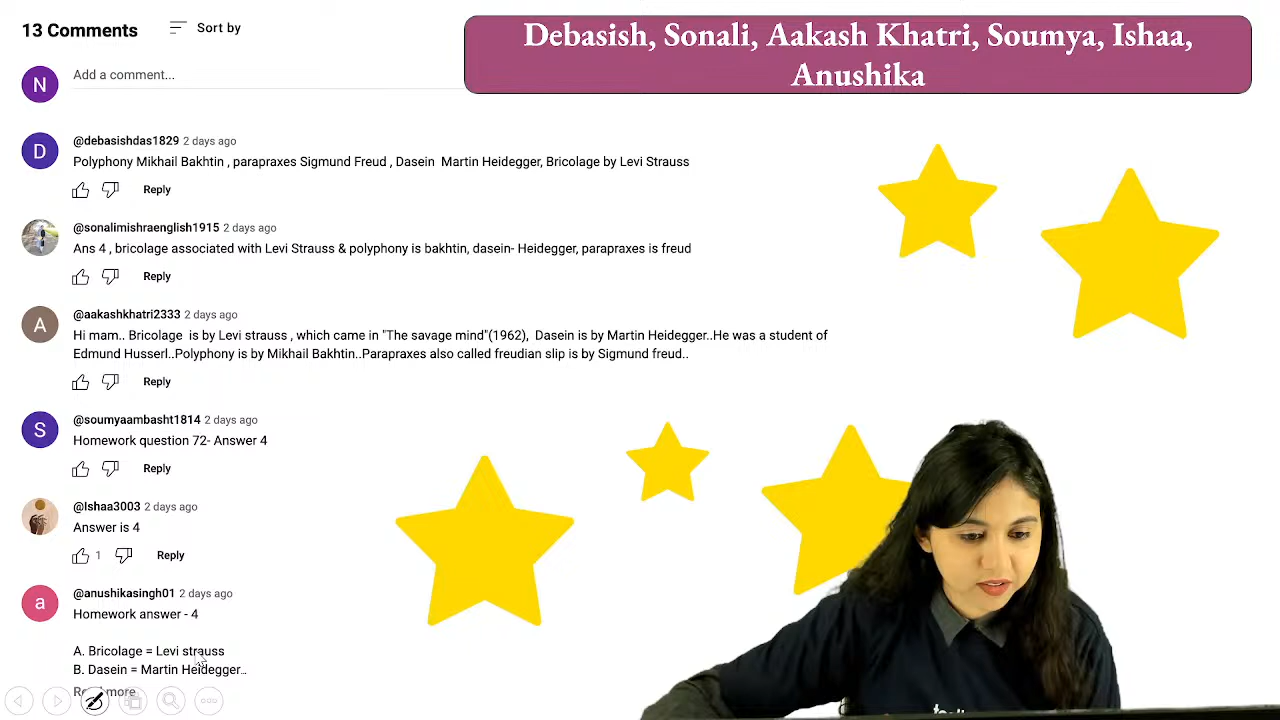 13 Comments
Sort by
Debasish, Sonali, Aakash Khatri, Soumya, Ishaa,
Anushika
N
Add a comment...
D
@debasishdas1829 2 days ago
Polyphony Mikhail Bakhtin , parapraxes Sigmund Freud , Dasein Martin Heidegger, Bricolage by Levi Strauss
Reply
@sonalimishraenglish1915 2 days ago
Ans 4 , bricolage associated with Levi Strauss & polyphony is bakhtin, dasein- Heidegger, parapraxes is freud
Reply
A
@aakashkhatri2333 2 days ago
Hi mam.. Bricolage is by Levi strauss , which came in "The savage mind"(1962), Dasein is by Martin Heidegger..He was a student of
Edmund Husserl..Polyphony is by Mikhail Bakhtin..Parapraxes also called freudian slip is by Sigmund freud..
Reply
S
@soumyaambasht1814 2 days ago
Homework question 72- Answer 4
Reply
@Ishaa3003 2 days ago
Answer is 4
1 Reply
a
@anushikasingh01 2 days ago
Homework answer - 4
A. Bricolage = Levi strauss
B. Dasein = Martin Heidegger…
Read more